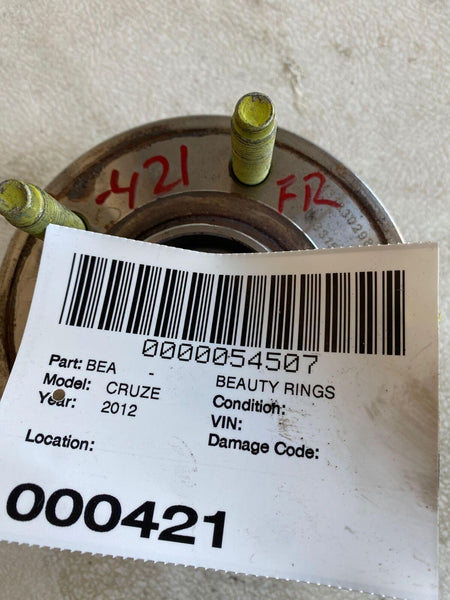 -421 FR
0000054507
Part: BEA - BEAUTY RINGS
Model: CRUZE Condition:
Year: 2012 VIN:
Location: Damage Code:
000421